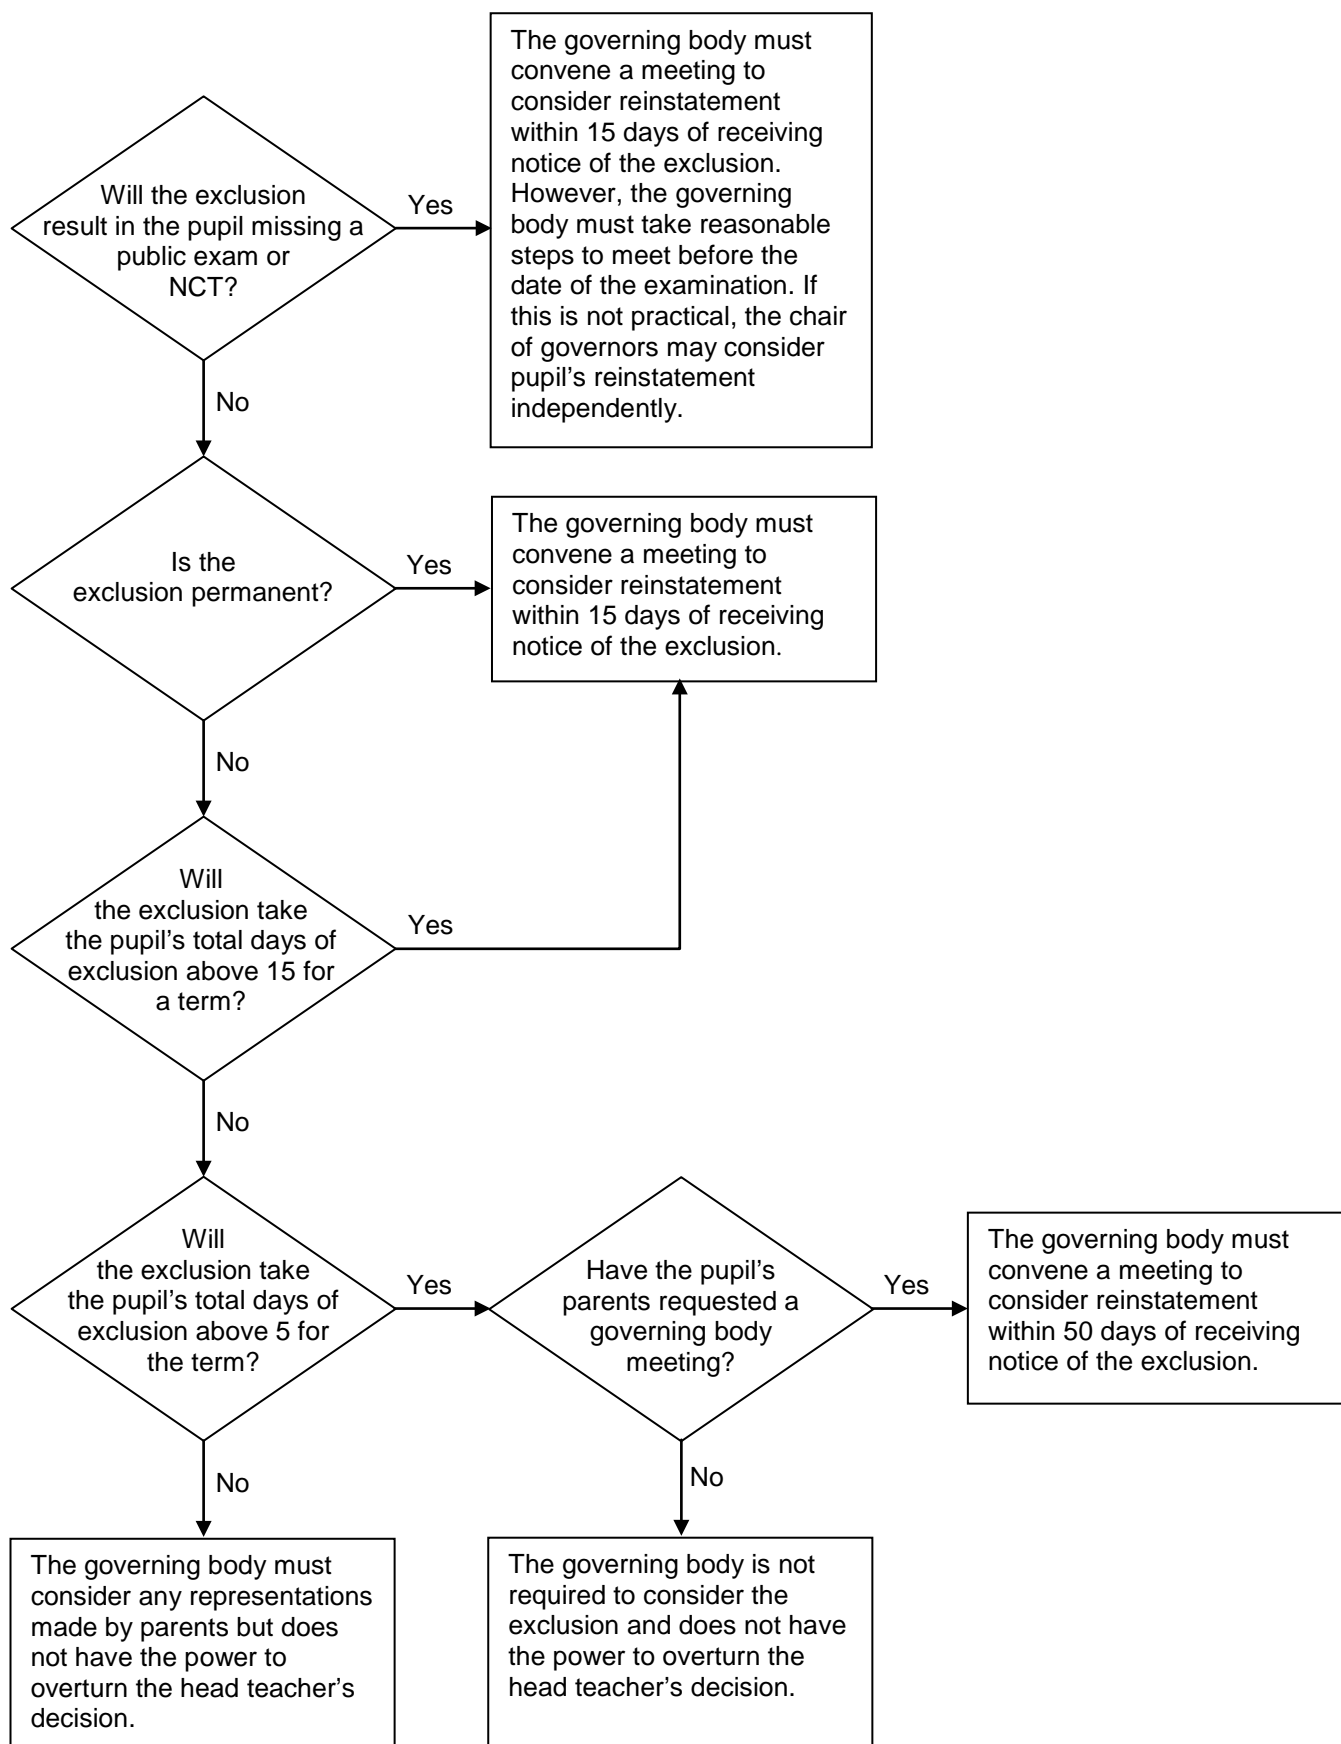 The governing body must
convene a meeting to
consider reinstatement
within 15 days of receiving
notice of the exclusion.
However, the governing
body must take reasonable
steps to meet before the
date of the examination. If
this is not practical, the chair
of governors may consider
pupil’s reinstatement
independently.
Will the exclusion
result in the pupil missing a
public exam or
NCT?
Yes
No
Is the
exclusion permanent?
Yes
The governing body must
convene a meeting to
consider reinstatement
within 15 days of receiving
notice of the exclusion.
No
Will
the exclusion take
the pupil’s total days of
exclusion above 15 for
a term?
Yes
No
Will
the exclusion take
the pupil’s total days of
exclusion above 5 for
the term?
Yes
Have the pupil’s
parents requested a
governing body
meeting?
Yes
The governing body must
convene a meeting to
consider reinstatement
within 50 days of receiving
notice of the exclusion.
No
No
The governing body must
consider any representations
made by parents but does
not have the power to
overturn the head teacher’s
decision.
The governing body is not
required to consider the
exclusion and does not have
the power to overturn the
head teacher’s decision.